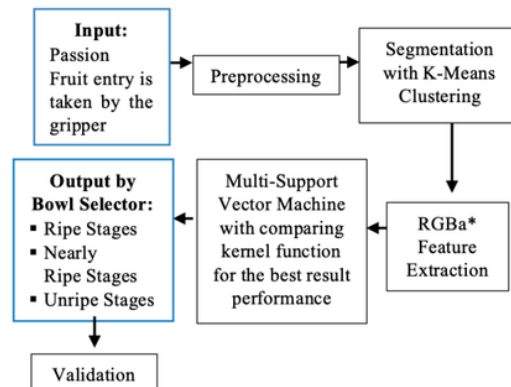 Input:
Passion
Fruit entry is
taken by the
gripper
Preprocessing
Segmentation
with K-Means
Clustering
RGBa*
Feature
Extraction
Multi-Support
Vector Machine
with comparing
kernel function
for the best result
performance
Output by
Bowl Selector:
▪ Ripe Stages
▪ Nearly
Ripe Stages
▪ Unripe Stages
Validation